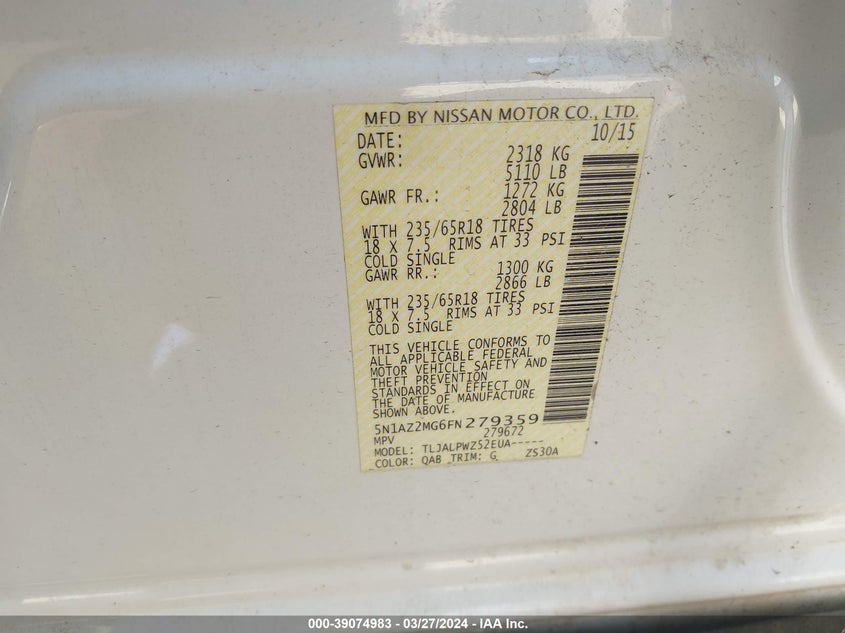 MFD BY NISSAN MOTOR CO., LTD.
DATE: 10/15
GVWR: 2318 KG
5110 LB
GAWR FR.: 1272 KG
2804 LB
WITH 235/65R18 TIRES
18 X 7.5 RIMS AT 33 PSI
COLD SINGLE
GAWR RR.: 1300 KG
2866 LB
WITH 235/65R18 TIRES
18 X 7.5 RIMS AT 33 PSI
COLD SINGLE
THIS VEHICLE CONFORMS TO
ALL APPLICABLE FEDERAL
MOTOR VEHICLE SAFETY AND
THEFT PREVENTION
STANDARDS IN EFFECT ON
THE DATE OF MANUFACTURE
SHOWN ABOVE.
5N1AZ2MG6FN279359
MPV 279672
MODEL: TLJALPWZ52EUA-----
COLOR: QAB TRIM: G ZS30A
000-39074983 - 03/27/2024 - IAA Inc.